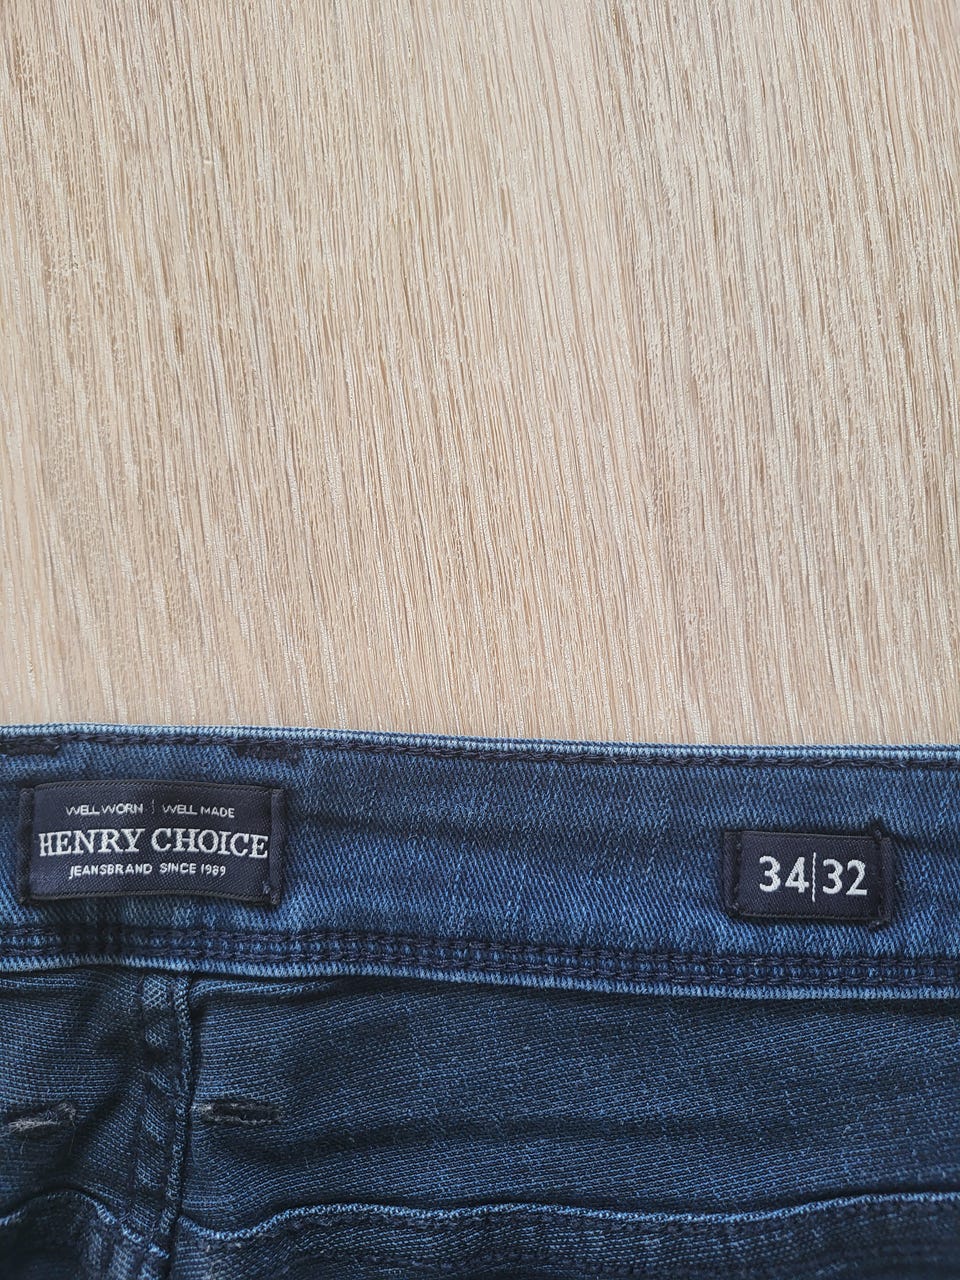 WELL WORN | WELL MADE
HENRY CHOICE
JEANSBRAND SINCE 1989
34|32